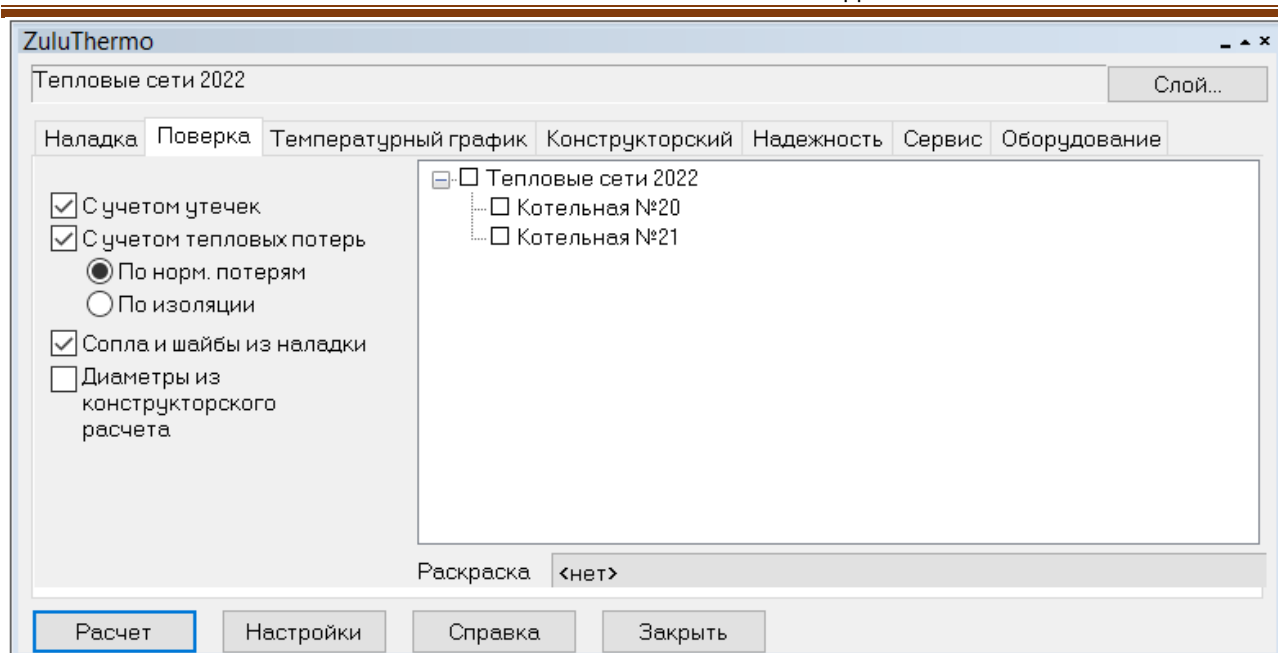 ZuluThermo
Тепловые сети 2022
Слой...
Наладка Поверка Температурный график Конструкторский Надежность Сервис Оборудование
С учетом утечек
С учетом тепловых потерь
По норм. потерям
По изоляции
Сопла и шайбы из наладки
Диаметры из
конструкторского
расчета
Тепловые сети 2022
Котельная №20
Котельная №21
Раскраска <нет>
Расчет Настройки Справка Закрыть